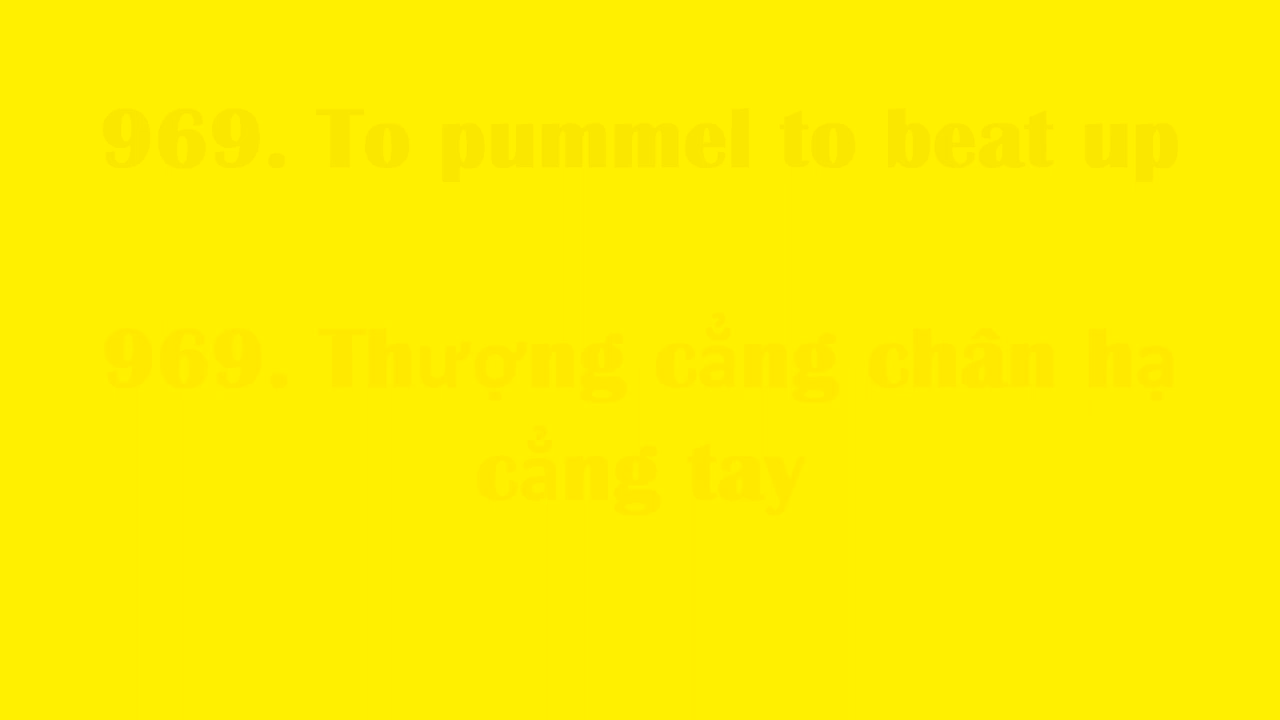 969. To pummel to beat up
969. Thượng cẳng chân hạ
cẳng tay